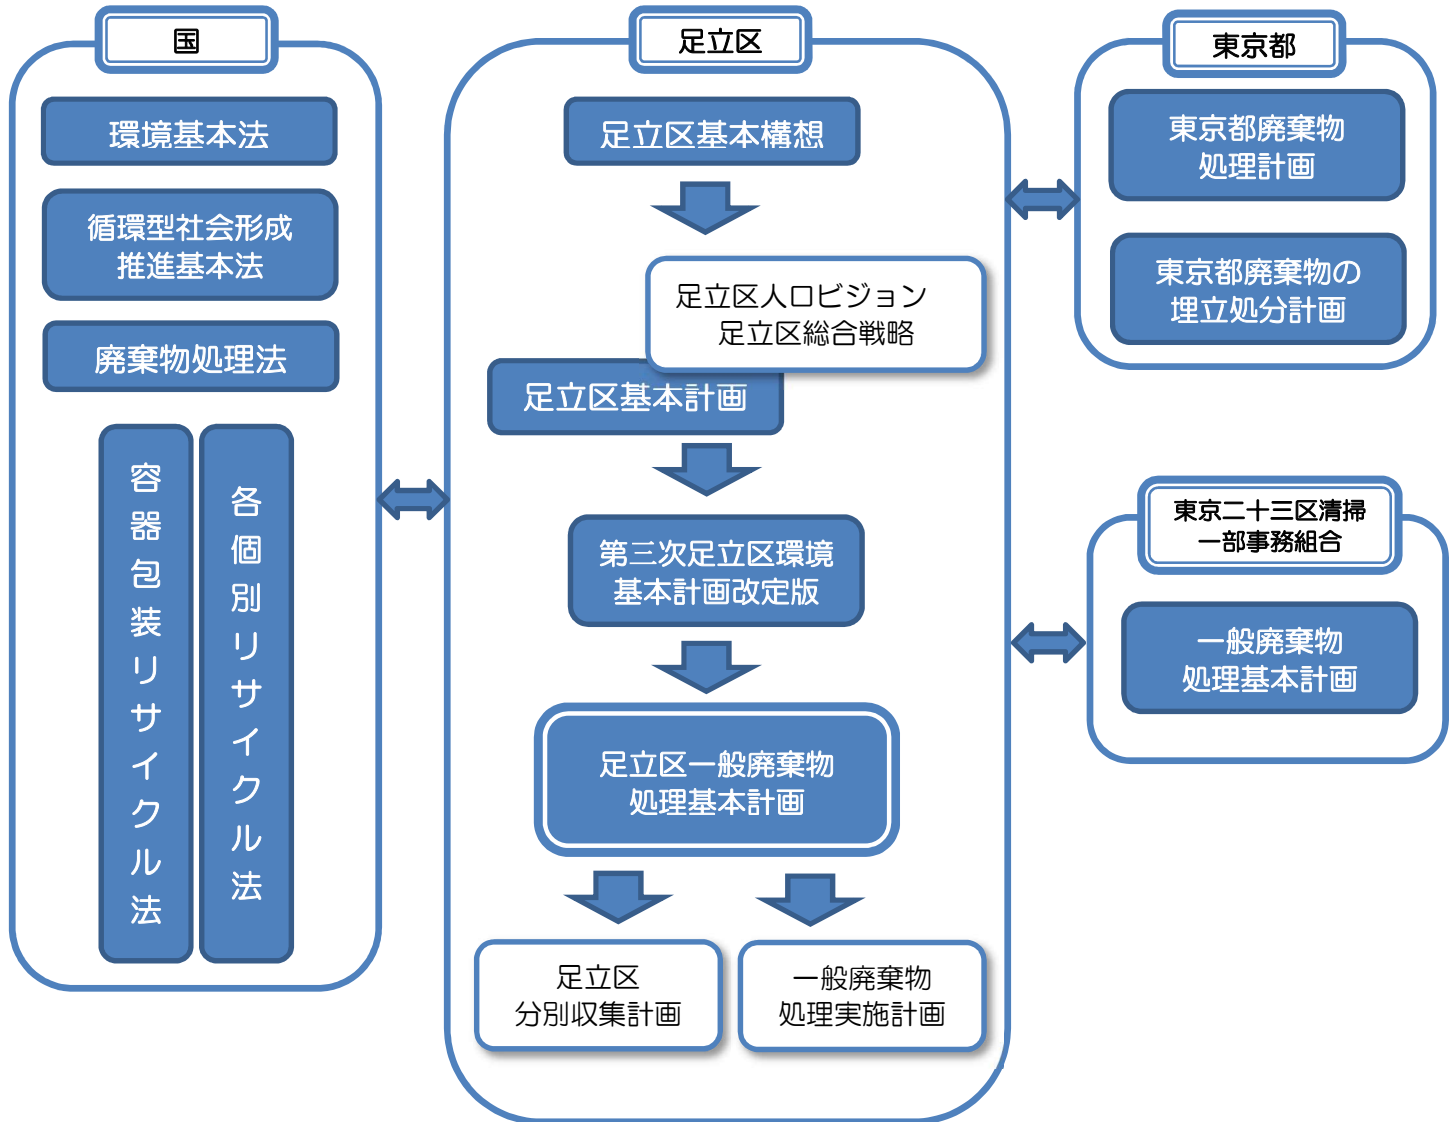 国
環境基本法
循環型社会形成
推進基本法
廃棄物処理法
容器包装リサイクル法
各個別リサイクル法
足立区
足立区基本構想
足立区人口ビジョン
足立区総合戦略
足立区基本計画
第三次足立区環境
基本計画改定版
足立区一般廃棄物
処理基本計画
足立区
分別収集計画
一般廃棄物
処理実施計画
東京都
東京都廃棄物
処理計画
東京都廃棄物の
埋立処分計画
東京二十三区清掃
一部事務組合
一般廃棄物
処理基本計画